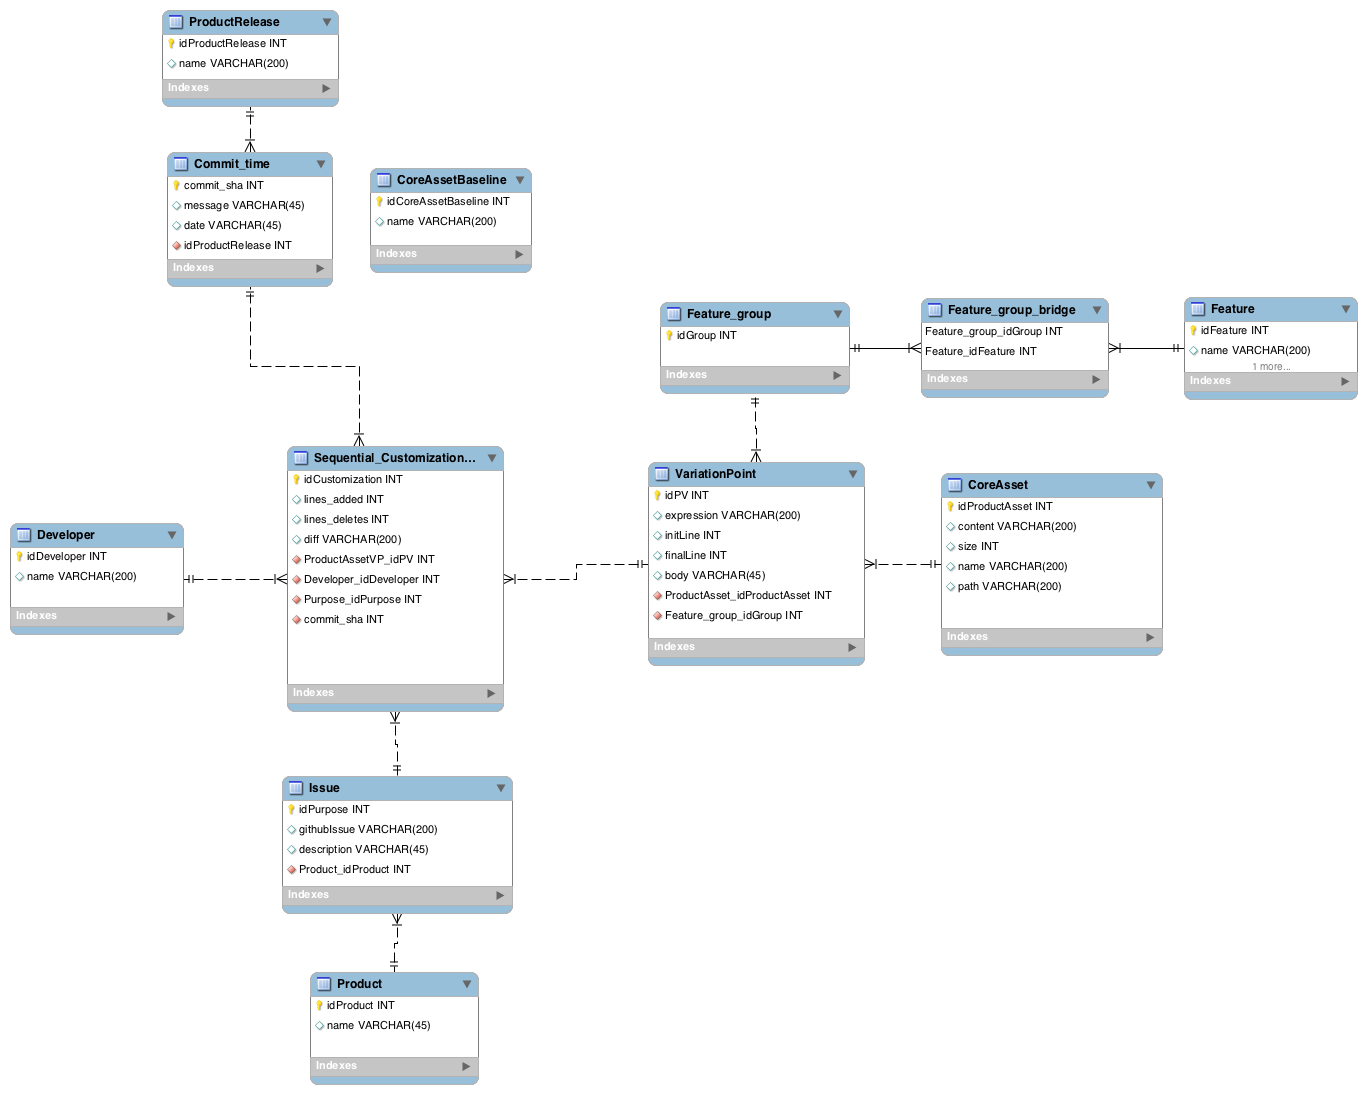 ProductRelease
idProductRelease INT
name VARCHAR(200)
Indexes
Commit_time
commit_sha INT
message VARCHAR(45)
date VARCHAR(45)
idProductRelease INT
Indexes
CoreAssetBaseline
idCoreAssetBaseline INT
name VARCHAR(200)
Indexes
Feature_group
idGroup INT
Indexes
Feature_group_bridge
Feature_group_idGroup INT
Feature_idFeature INT
Indexes
Feature
idFeature INT
name VARCHAR(200)
1 more...
Indexes
Sequential_Customization...
idCustomization INT
lines_added INT
lines_deletes INT
diff VARCHAR(200)
ProductAssetVP_idPV INT
Developer_idDeveloper INT
Purpose_idPurpose INT
commit_sha INT
Indexes
VariationPoint
idPV INT
expression VARCHAR(200)
initLine INT
finalLine INT
body VARCHAR(45)
ProductAsset_idProductAsset INT
Feature_group_idGroup INT
Indexes
CoreAsset
idProductAsset INT
content VARCHAR(200)
size INT
name VARCHAR(200)
path VARCHAR(200)
Indexes
Developer
idDeveloper INT
name VARCHAR(200)
Indexes
Issue
idPurpose INT
githubIssue VARCHAR(200)
description VARCHAR(45)
Product_idProduct INT
Indexes
Product
idProduct INT
name VARCHAR(45)
Indexes